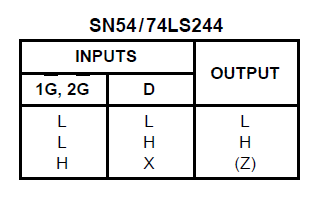 SN54/74LS244
INPUTS OUTPUT
1G̅, 2G̅ D
L L L
L H H
H X (Z)